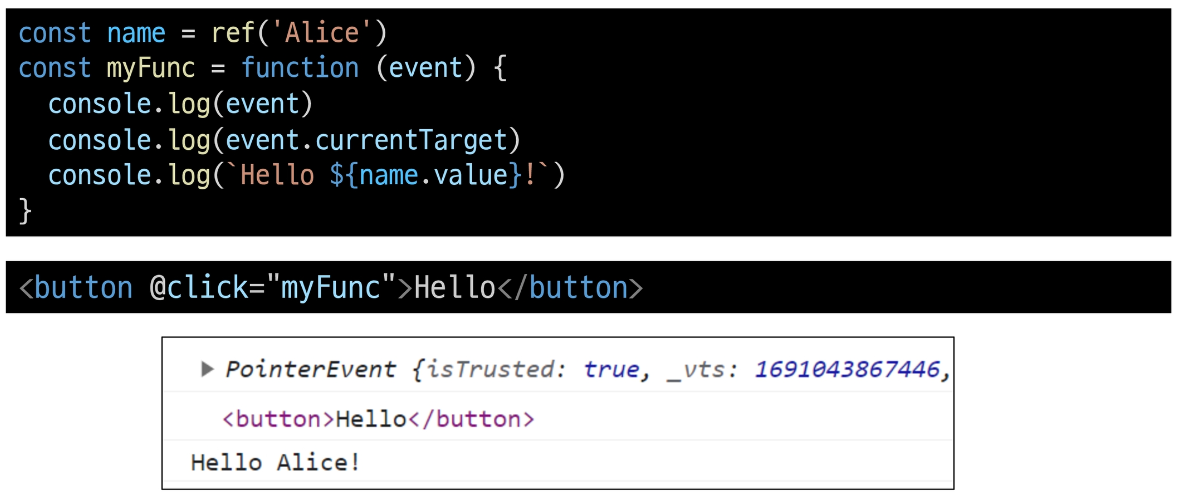 const name = ref('Alice')
const myFunc = function (event) {
  console.log(event)
  console.log(event.currentTarget)
  console.log(`Hello ${name.value}!`)
}
<button @click="myFunc">Hello</button>
▶ PointerEvent {isTrusted: true, _vts: 1691043867446,
<button>Hello</button>
Hello Alice!